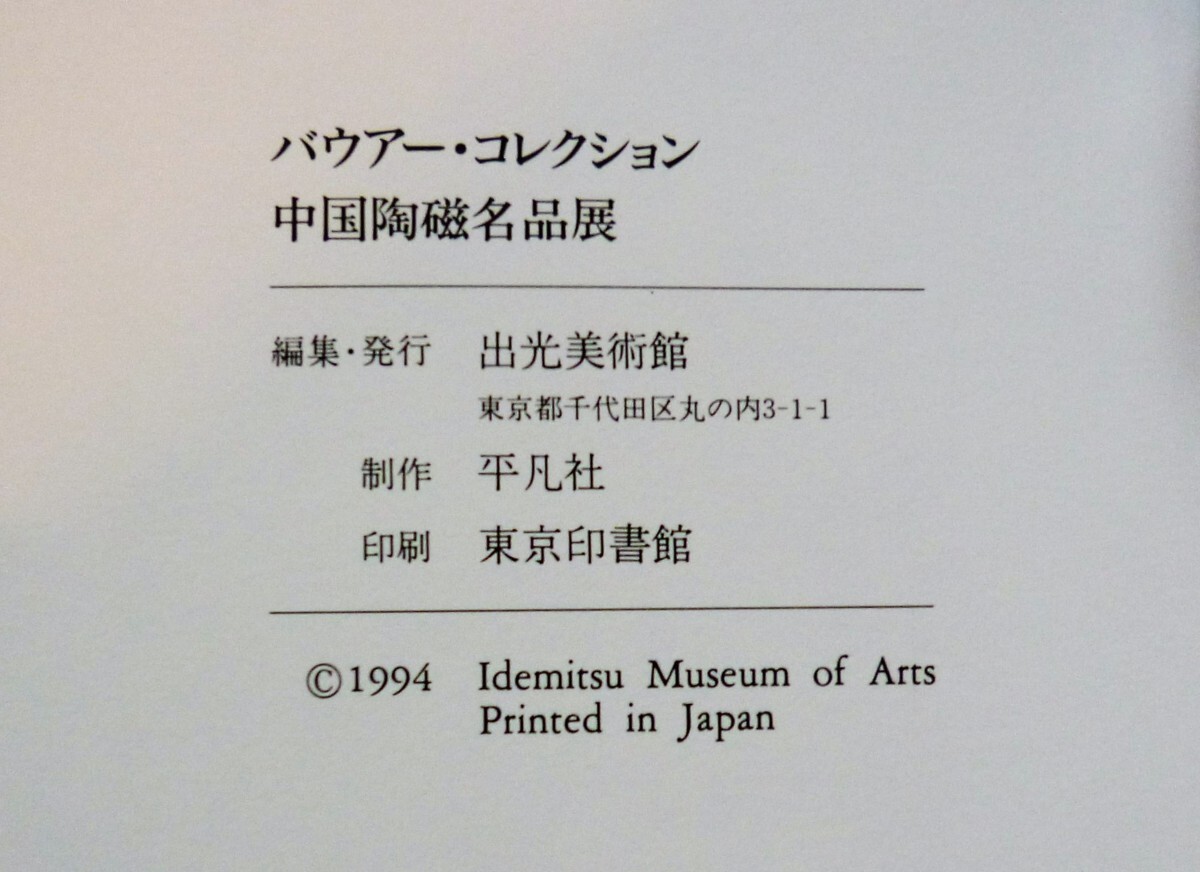 バウアー・コレクション
中国陶磁名品展
編集・発行 出光美術館
東京都千代田区丸の内3-1-1
制作 平凡社
印刷 東京印書館
©1994 Idemitsu Museum of Arts
Printed in Japan